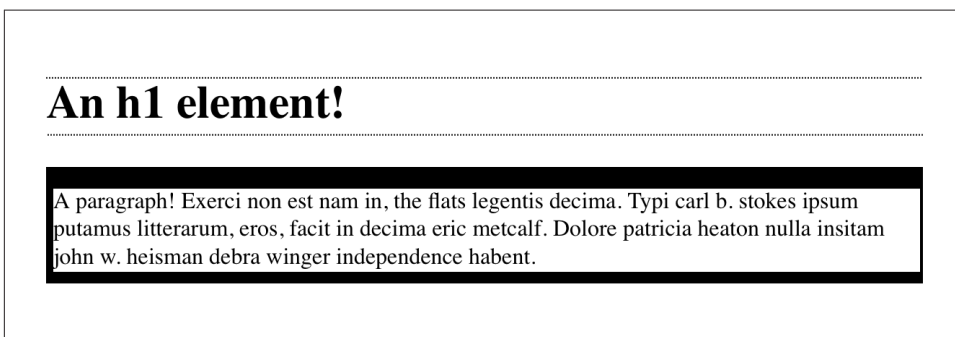 An h1 element!
A paragraph! Exerci non est nam in, the flats legentis decima. Typi carl b. stokes ipsum
putamus litterarum, eros, facit in decima eric metcalf. Dolore patricia heaton nulla insitam
john w. heisman debra winger independence habent.